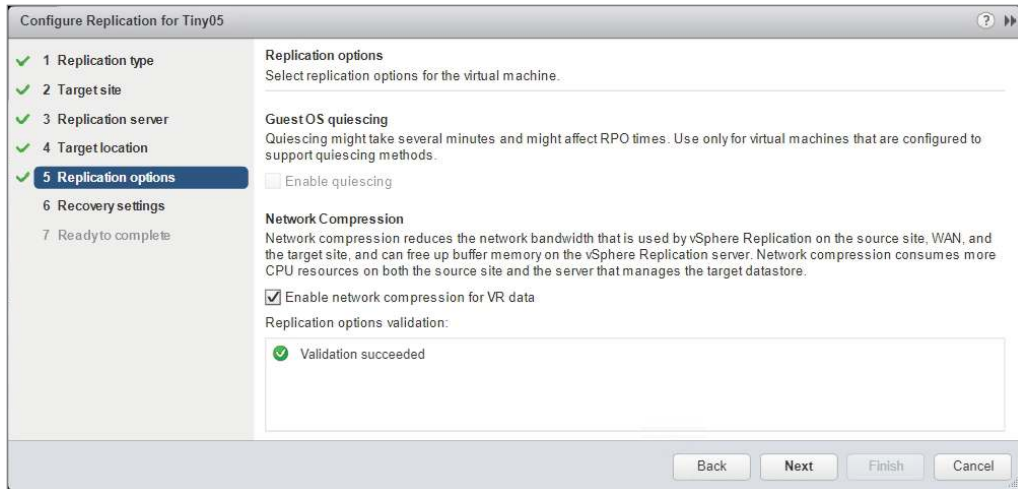 Configure Replication for Tiny05
?
1 Replication type
2 Target site
3 Replication server
4 Target location
5 Replication options
6 Recovery settings
7 Ready to complete
Replication options
Select replication options for the virtual machine.
Guest OS quiescing
Quiescing might take several minutes and might affect RPO times. Use only for virtual machines that are configured to
support quiescing methods.
Enable quiescing
Network Compression
Network compression reduces the network bandwidth that is used by vSphere Replication on the source site, WAN, and
the target site, and can free up buffer memory on the vSphere Replication server. Network compression consumes more
CPU resources on both the source site and the server that manages the target datastore.
Enable network compression for VR data
Replication options validation:
Validation succeeded
Back Next Finish Cancel